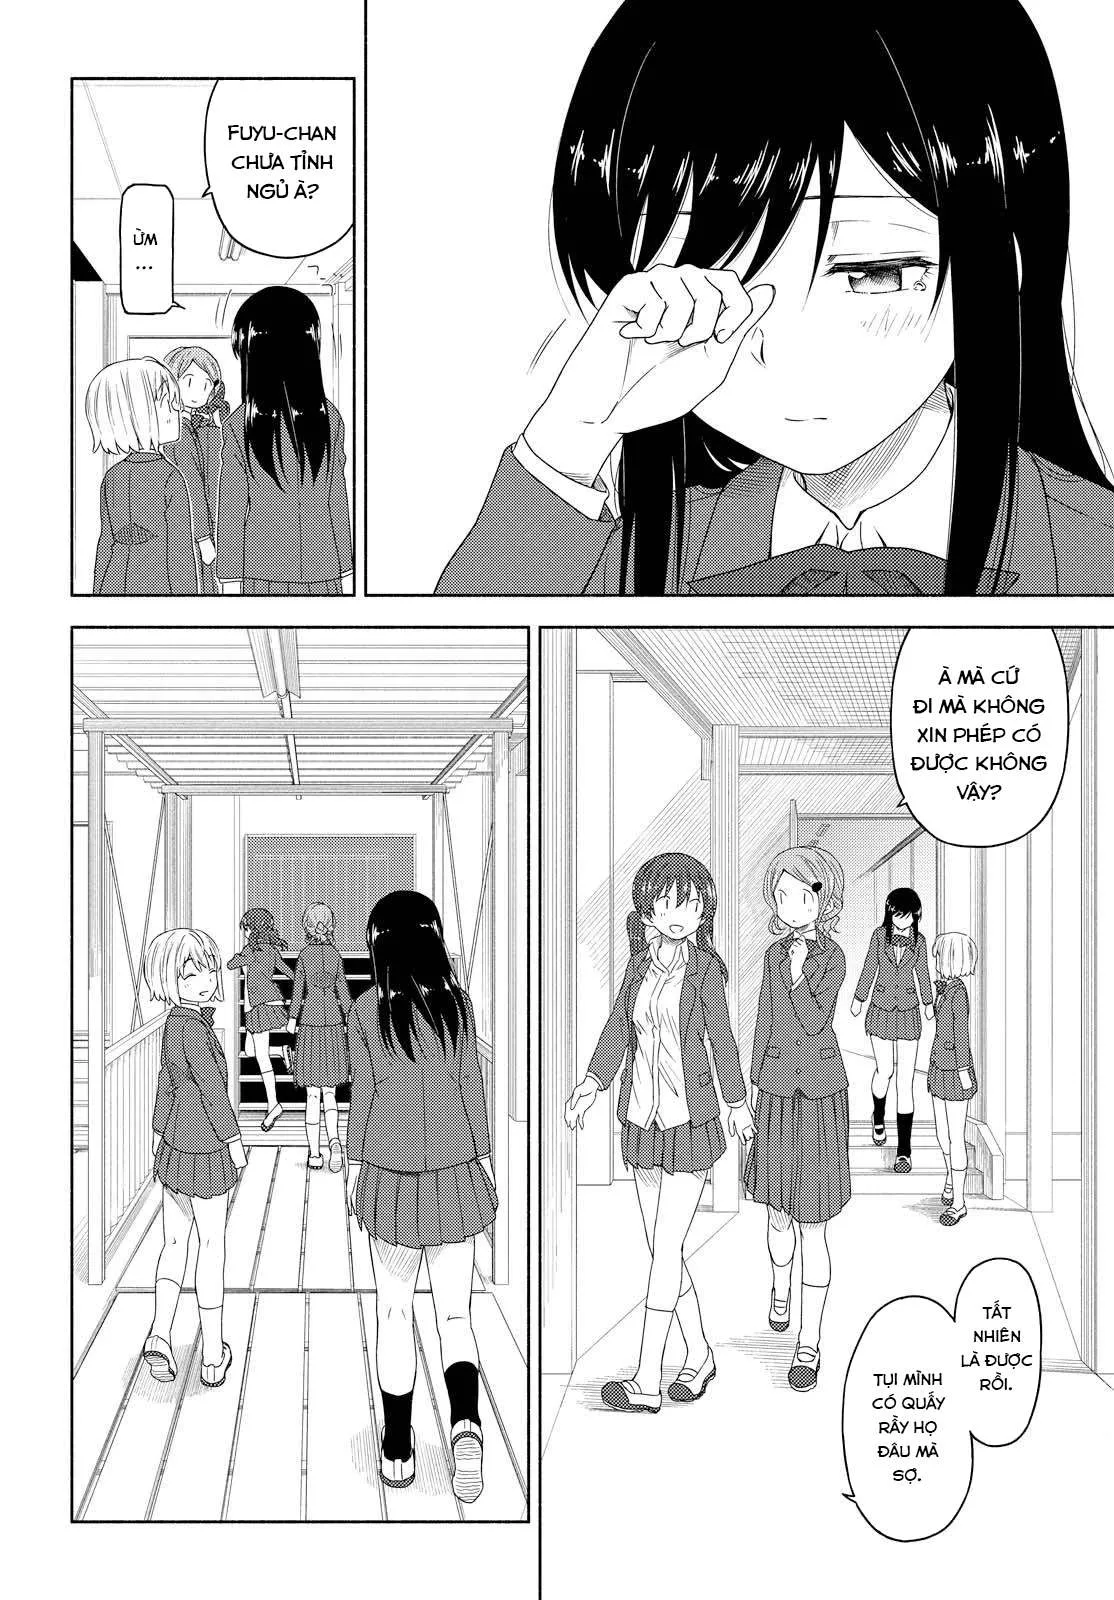 FUYU-CHAN
CHƯA TỈNH
NGỦ À?
ỪM
...
À MÀ CỨ
ĐI MÀ KHÔNG
XIN PHÉP CÓ
ĐƯỢC KHÔNG
VẬY?
TẤT
NHIÊN
LÀ ĐƯỢC
RỒI.
TỤI MÌNH
CÓ QUẤY
RẦY HỌ
ĐÂU MÀ
SỢ.